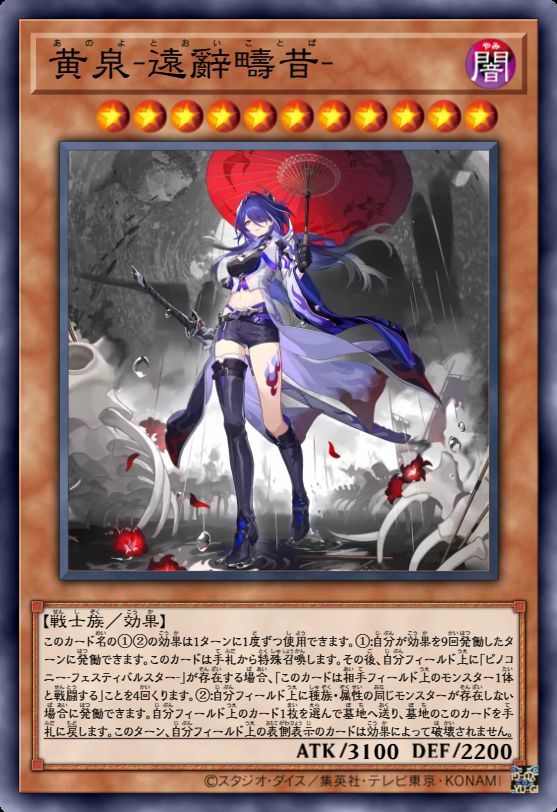 あのよとおいことば
黄泉-遠辭疇昔-
やみ
闇
【戦士族／効果】
このカード名の①②の効果は1ターンに1度ずつ使用できます。①:自分が効果を9回発動したタ
ーンに発動できます。このカードは手札から特殊召喚します。その後、自分フィールド上に「ピノコ
ニー-フェスティバルスター-」が存在する場合、「このカードは相手フィールド上のモンスター1体
と戦闘する」ことを4回くります。②:自分フィールド上に種族・属性の同じモンスターが存在しない
場合に発動できます。自分フィールド上のカード1枚を選んで墓地へ送り、墓地のこのカードを手
札に戻します。このターン、自分フィールド上の表側表示のカードは効果によって破壊されません。
ATK/3100 DEF/2200
©スタジオ・ダイス／集英社・テレビ東京・KONAMI
YU-GI